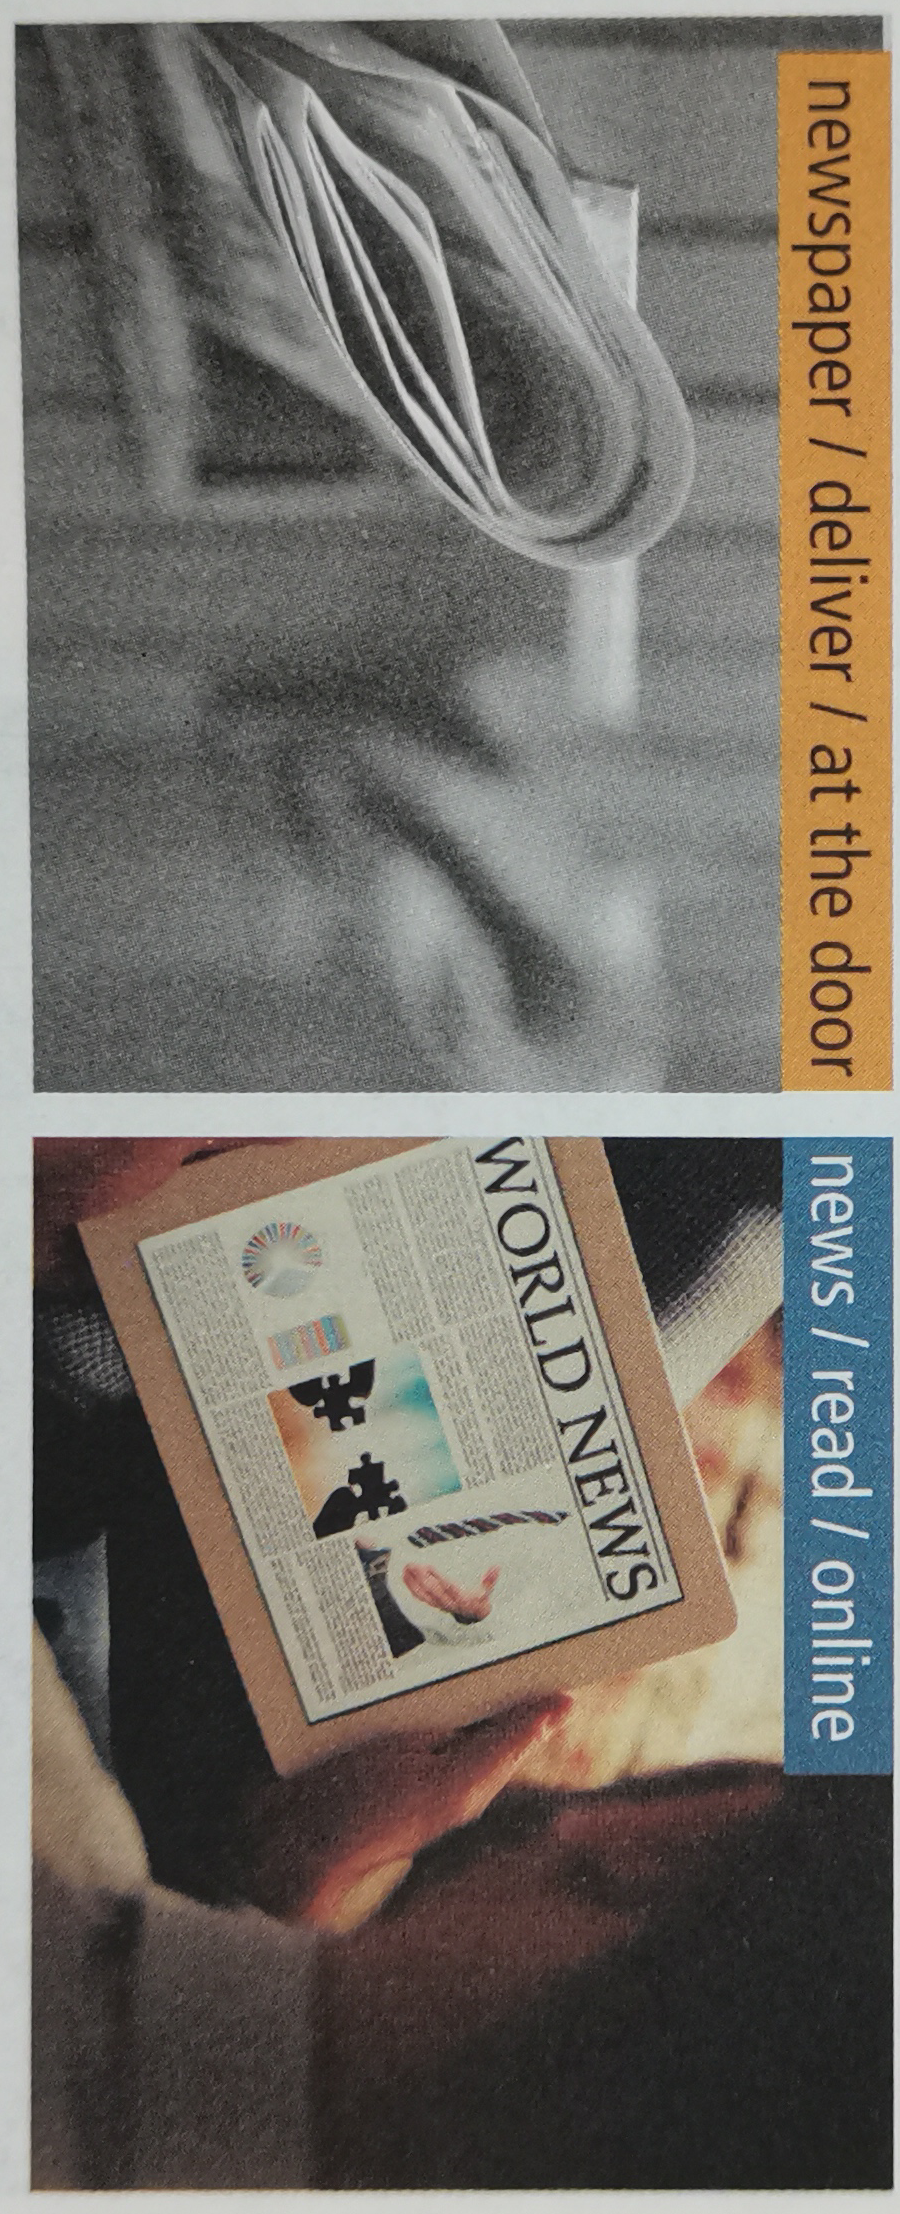 newspaper / deliver / at the door
news / read / online
WORLD NEWS